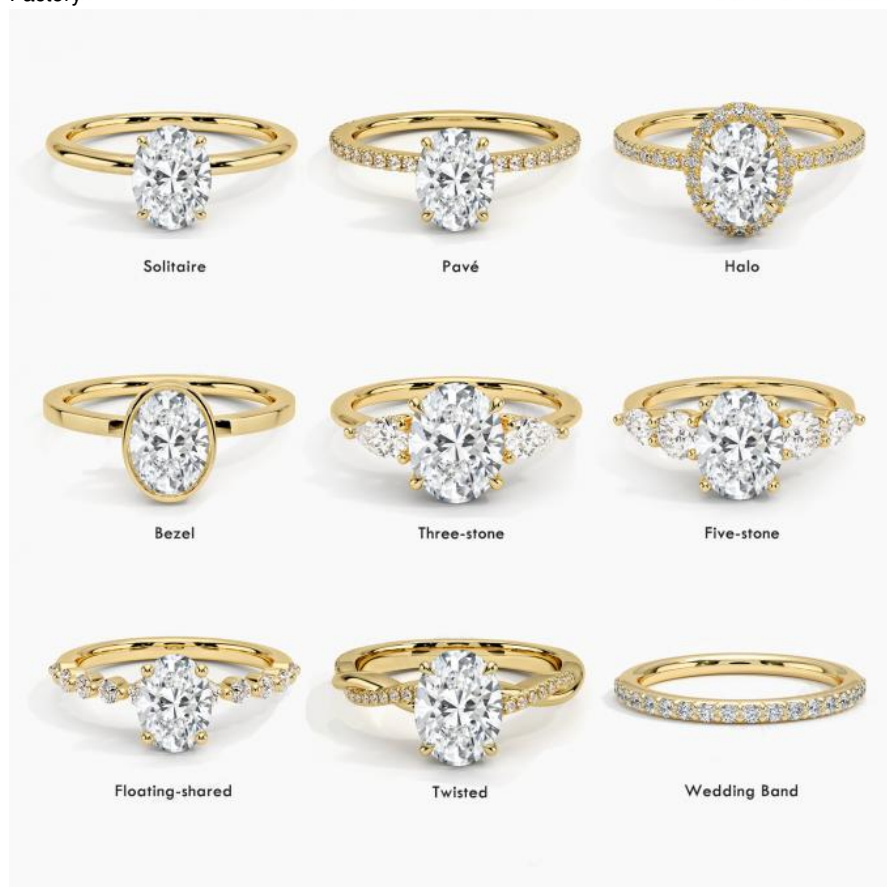 Solitaire
Pavé
Halo
Bezel
Three-stone
Five-stone
Floating-shared
Twisted
Wedding Band